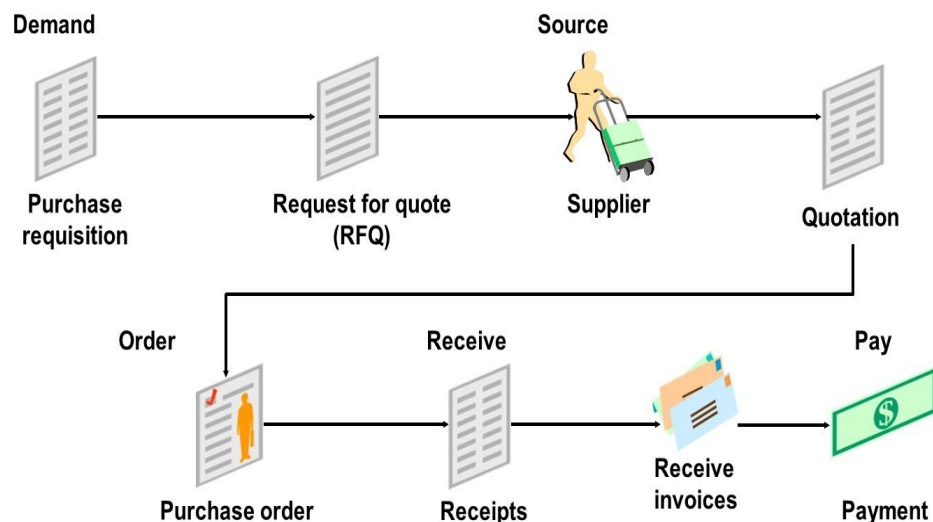 Demand
Source
Purchase
requisition
Request for quote
(RFQ)
Supplier
Quotation
Order
Receive
Pay
$
Purchase order
Receipts
Receive
invoices
Payment